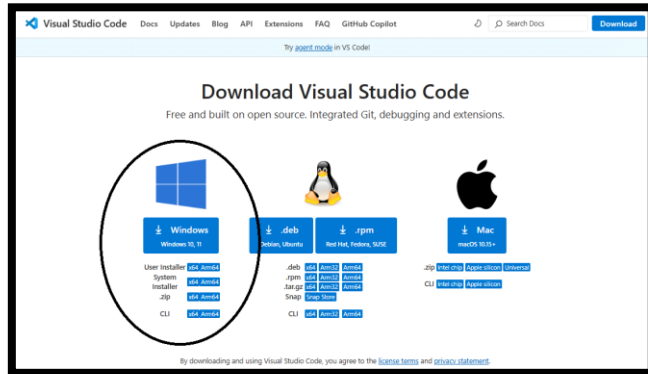 Visual Studio Code Docs Updates Blog API Extensions FAQ GitHub Copilot Search Docs Download
Try agent mode in VS Code!
Download Visual Studio Code
Free and built on open source. Integrated Git, debugging and extensions.
Windows
Windows 10, 11
User Installer x64 Arm64
System Installer x64 Arm64
.zip x64 Arm64
CLI x64 Arm64
.deb
Debian, Ubuntu
.rpm
Red Hat, Fedora, SUSE
.deb x64 Arm32 Arm64
.rpm x64 Arm32 Arm64
.tar.gz x64 Arm32 Arm64
Snap Snap Store
CLI x64 Arm32 Arm64
Mac
macOS 10.15+
.zip Intel chip Apple silicon Universal
CLI Intel chip Apple silicon
By downloading and using Visual Studio Code, you agree to the license terms and privacy statement.